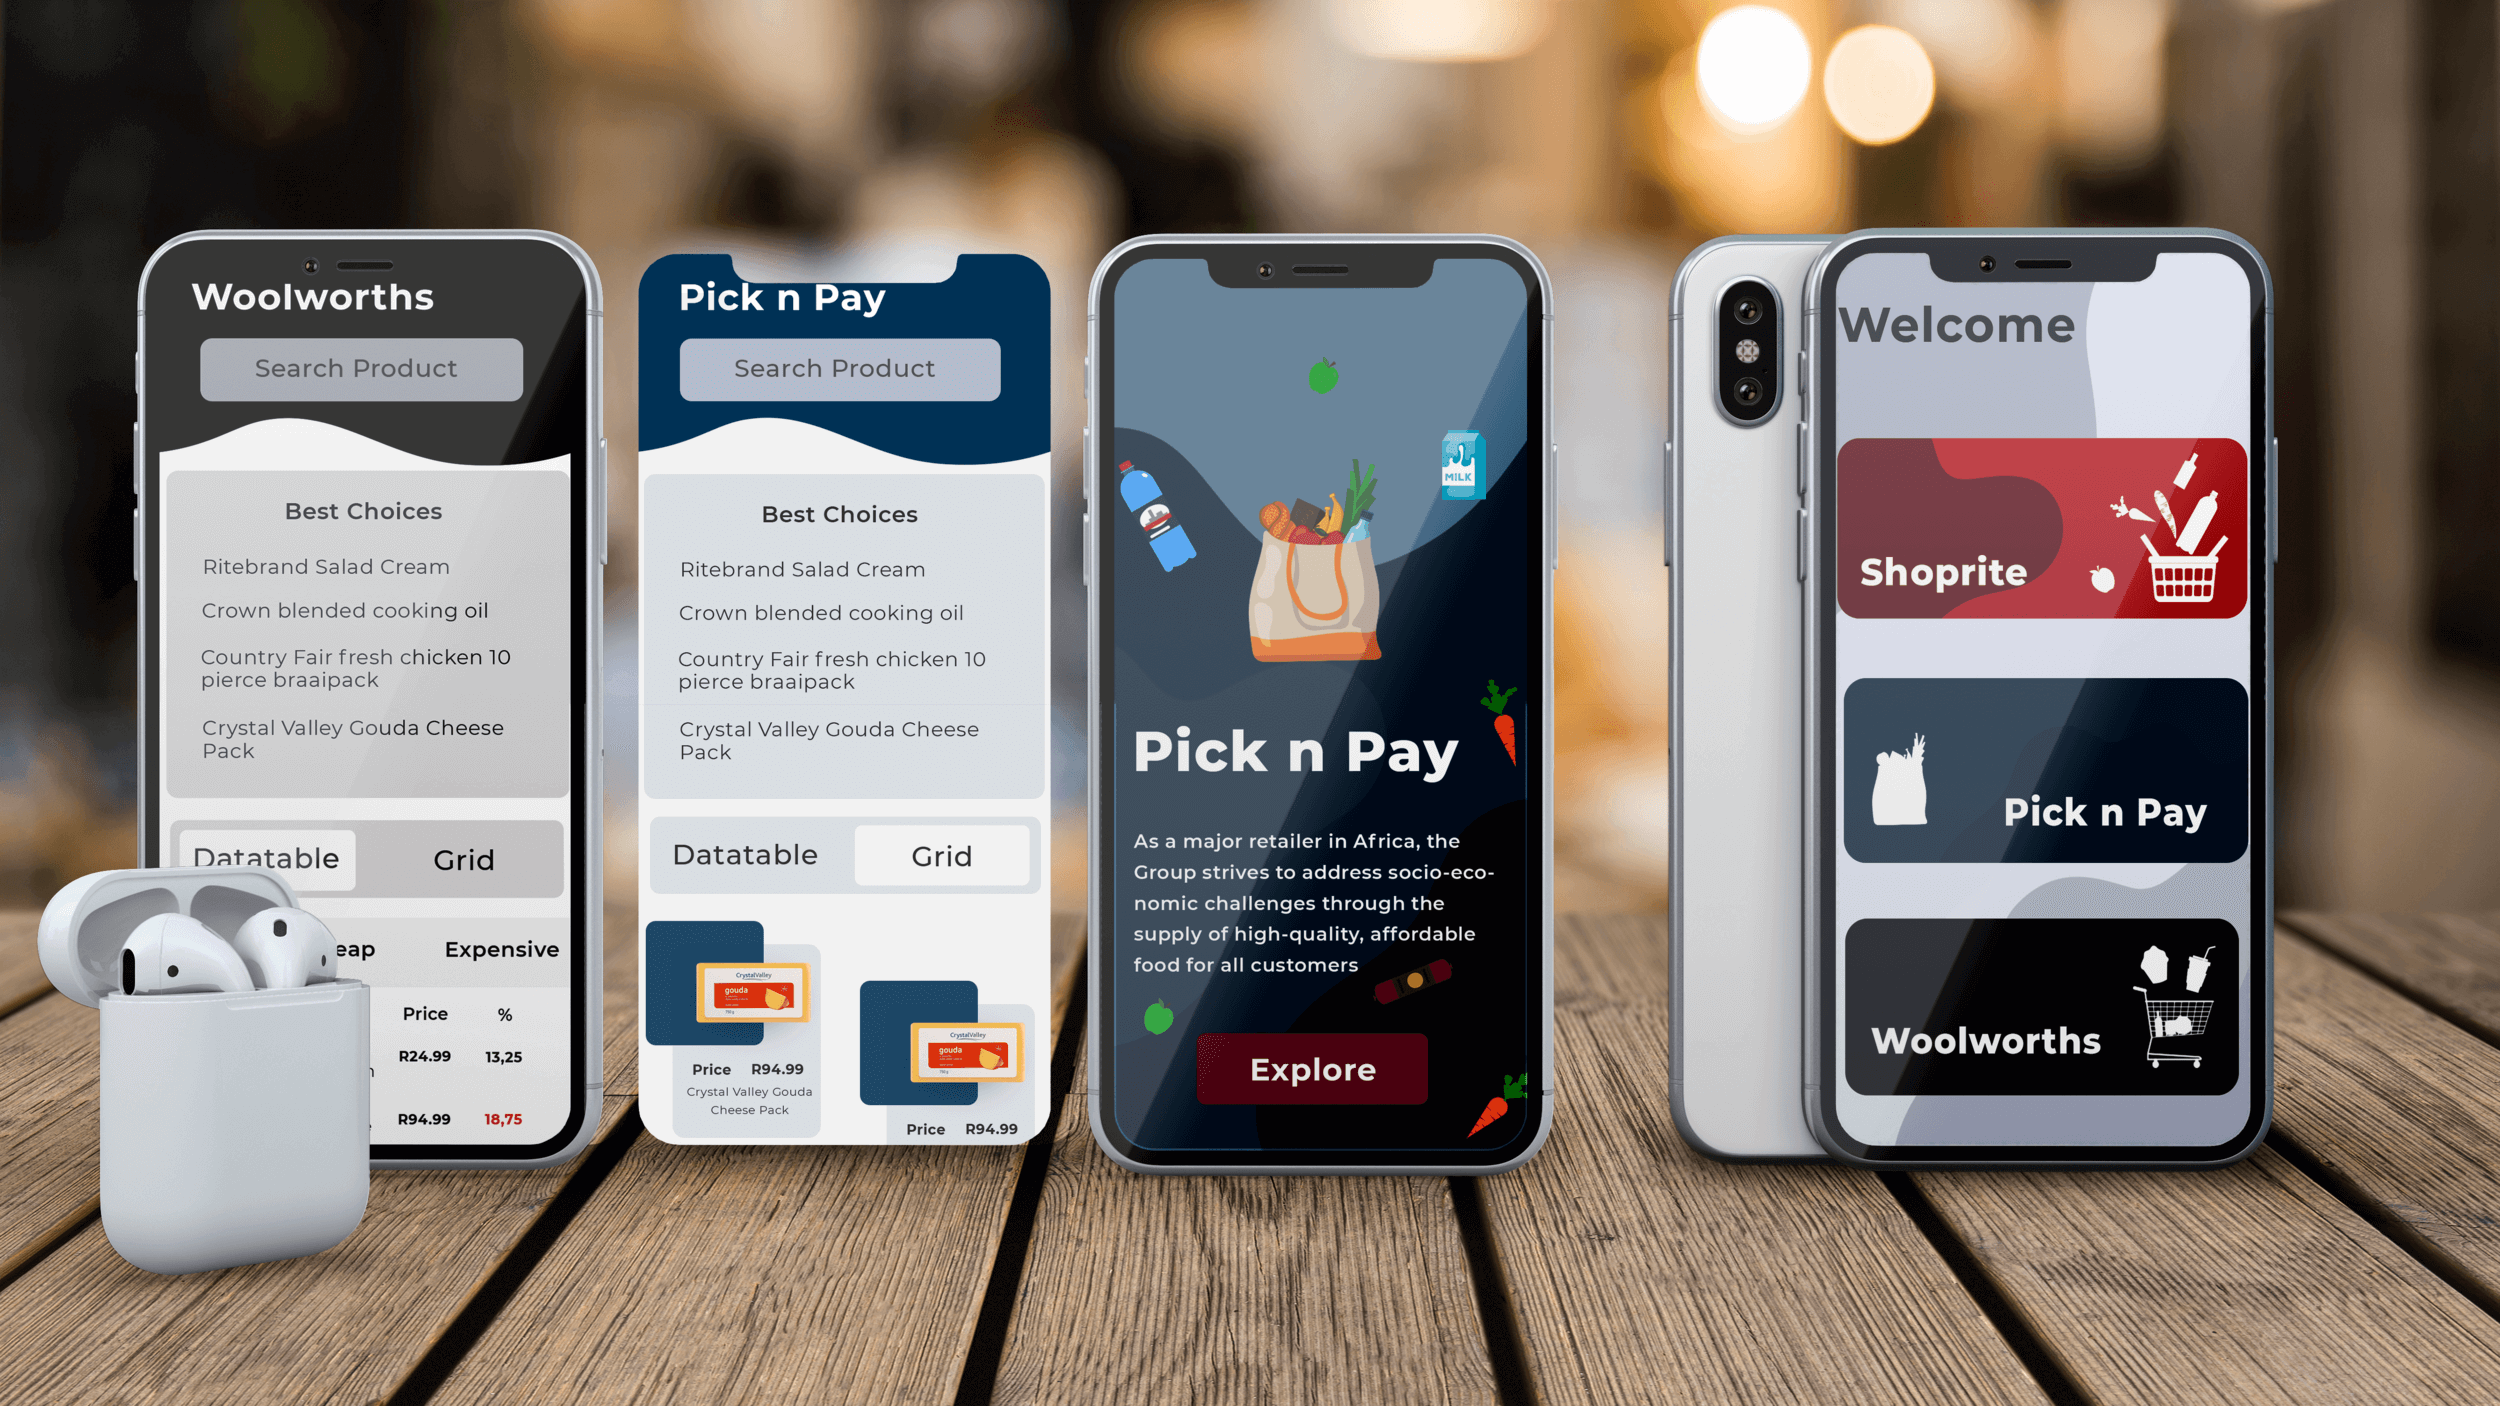 Woolworths
Search Product
Best Choices
Ritebrand Salad Cream
Crown blended cooking oil
Country Fair fresh chicken 10
pierce braaipack
Crystal Valley Gouda Cheese
Pack
Datatable
Grid
eap
Expensive
Price
%
R24.99
13,25
R94.99
18,75
Pick n Pay
Search Product
Best Choices
Ritebrand Salad Cream
Crown blended cooking oil
Country Fair fresh chicken 10
pierce braaipack
Crystal Valley Gouda Cheese
Pack
Datatable
Grid
CrystalValley
gouda
Price R94.99
Crystal Valley Gouda
Cheese Pack
CrystalValley
gouda
Price R94.99
MILK
Pick n Pay
As a major retailer in Africa, the
Group strives to address socio-eco-
nomic challenges through the
supply of high-quality, affordable
food for all customers
Explore
Welcome
Shoprite
Pick n Pay
Woolworths